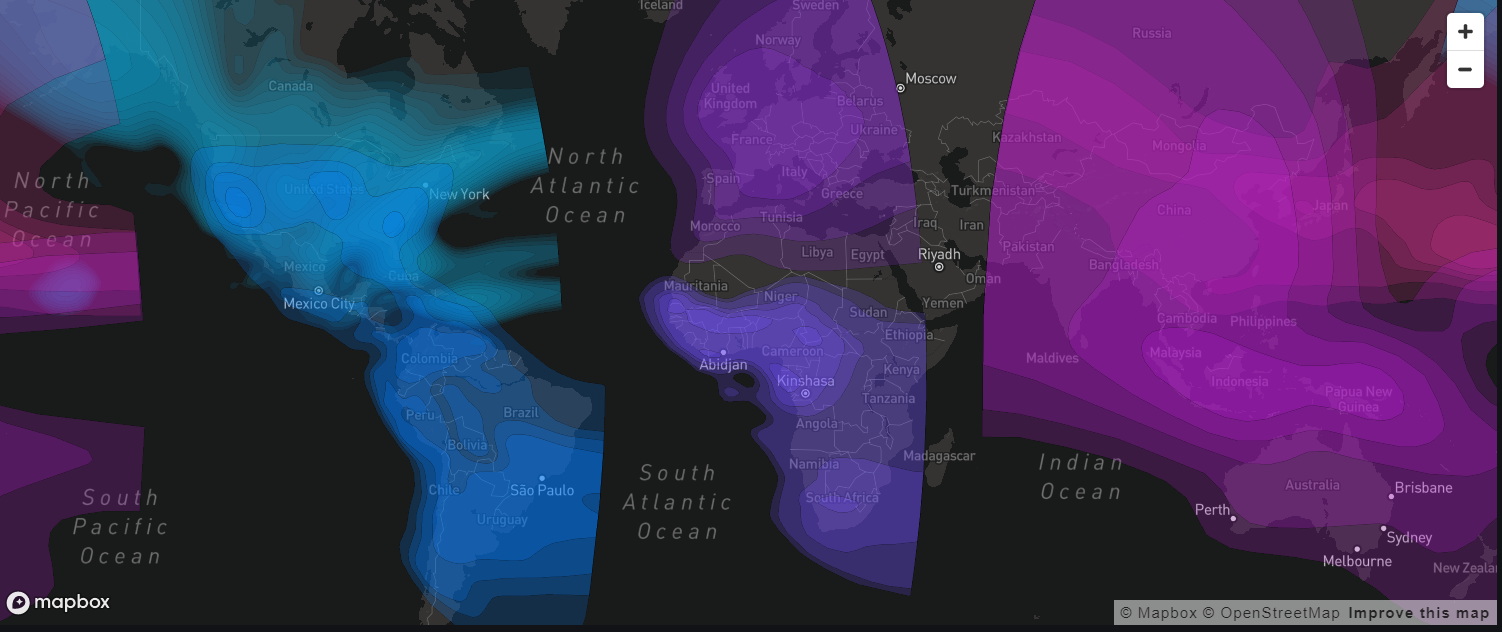 Iceland
Sweden
Norway
Russia
+
−
Canada
United
Kingdom
Belarus
Moscow
France
Ukraine
Kazakhstan
Mongolia
North
Pacific
Ocean
United States
New York
North
Atlantic
Ocean
Spain
Italy
Greece
Turkmenistan
China
Japan
Morocco
Tunisia
Iraq
Iran
Libya
Egypt
Riyadh
Pakistan
Bangladesh
Mexico
Cuba
Mexico City
Mauritania
Niger
Oman
Sudan
Yemen
Cambodia
Philippines
Ethiopia
Colombia
Abidjan
Cameroon
Maldives
Malaysia
Kinshasa
Kenya
Indonesia
Peru
Brazil
Tanzania
Papua New
Guinea
Angola
Bolivia
Namibia
Madagascar
South
Atlantic
Ocean
Indian
Ocean
Chile
São Paulo
South Africa
Australia
Brisbane
South
Pacific
Ocean
Uruguay
Perth
Sydney
Melbourne
New Zeala
mapbox
© Mapbox © OpenStreetMap Improve this map